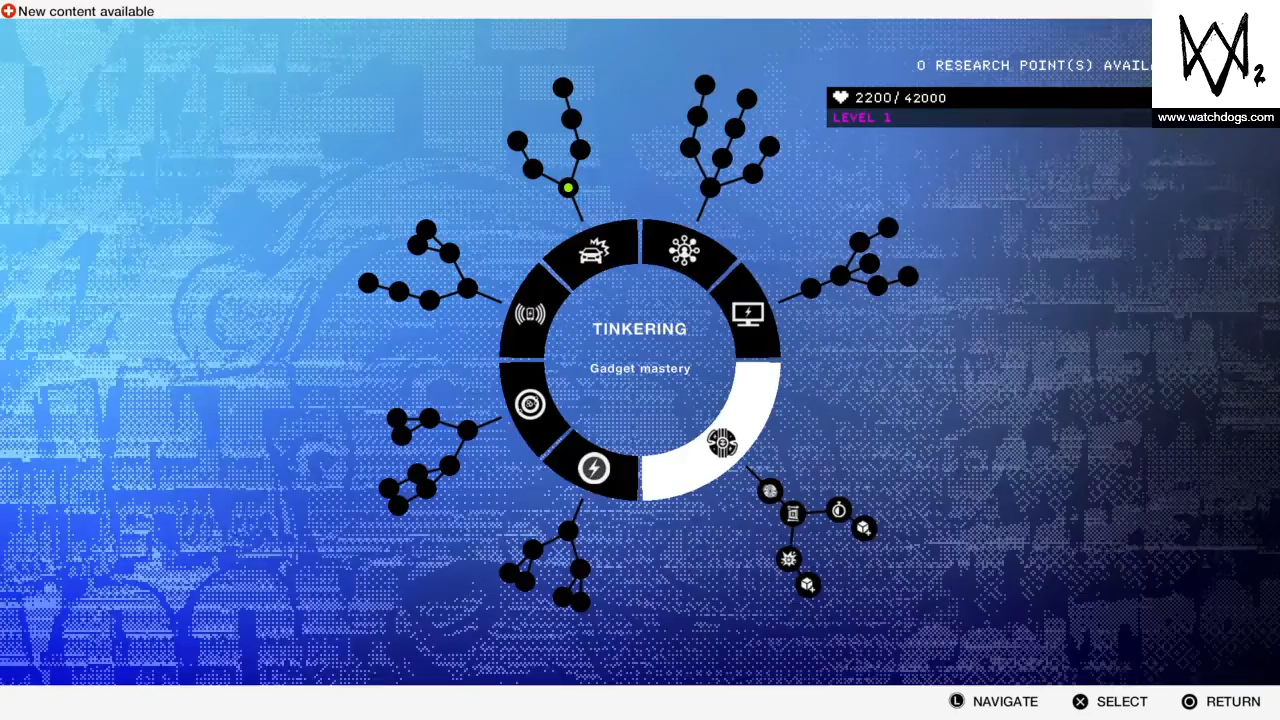 New content available
0 RESEARCH POINT(S) AVAIL
2
2200/ 42000
LEVEL 1
www.watchdogs.com
TINKERING
Gadget mastery
L NAVIGATE
SELECT
RETURN